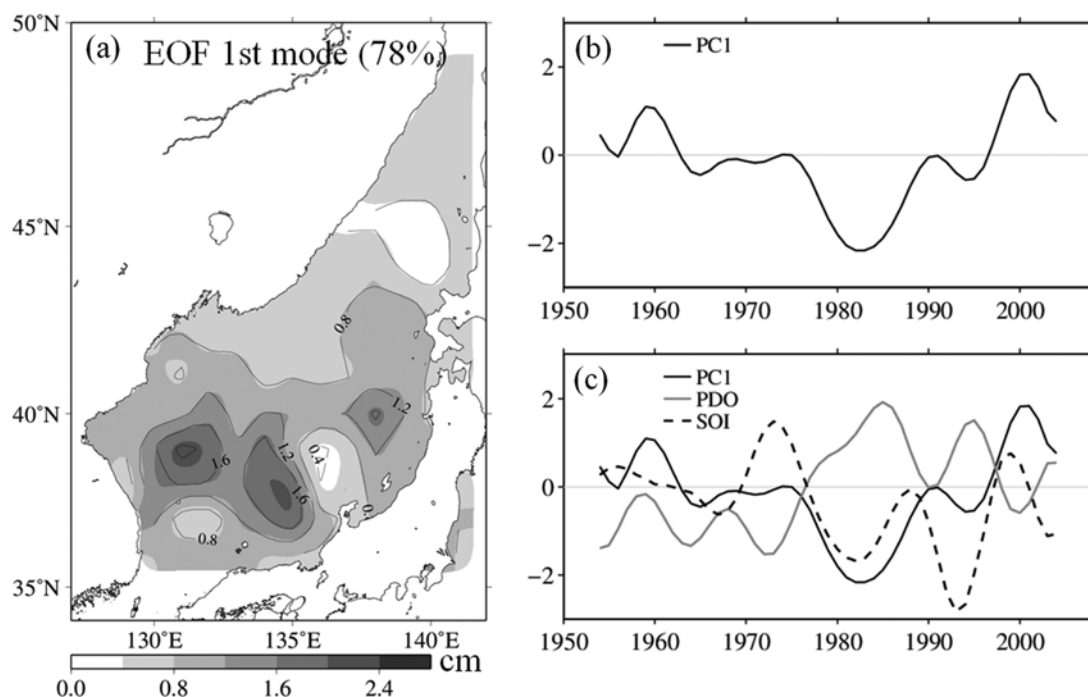 (a) EOF 1st mode (78%)
50°N
45°N
40°N
35°N
130°E 135°E 140°E
0.8
1.2
1.6
1.2
1.6
0.4
0.
0.8
0.0 0.8 1.6 2.4 cm
(b)
PC1
2
0
−2
1950 1960 1970 1980 1990 2000
(c)
PC1
PDO
SOI
2
0
−2
1950 1960 1970 1980 1990 2000